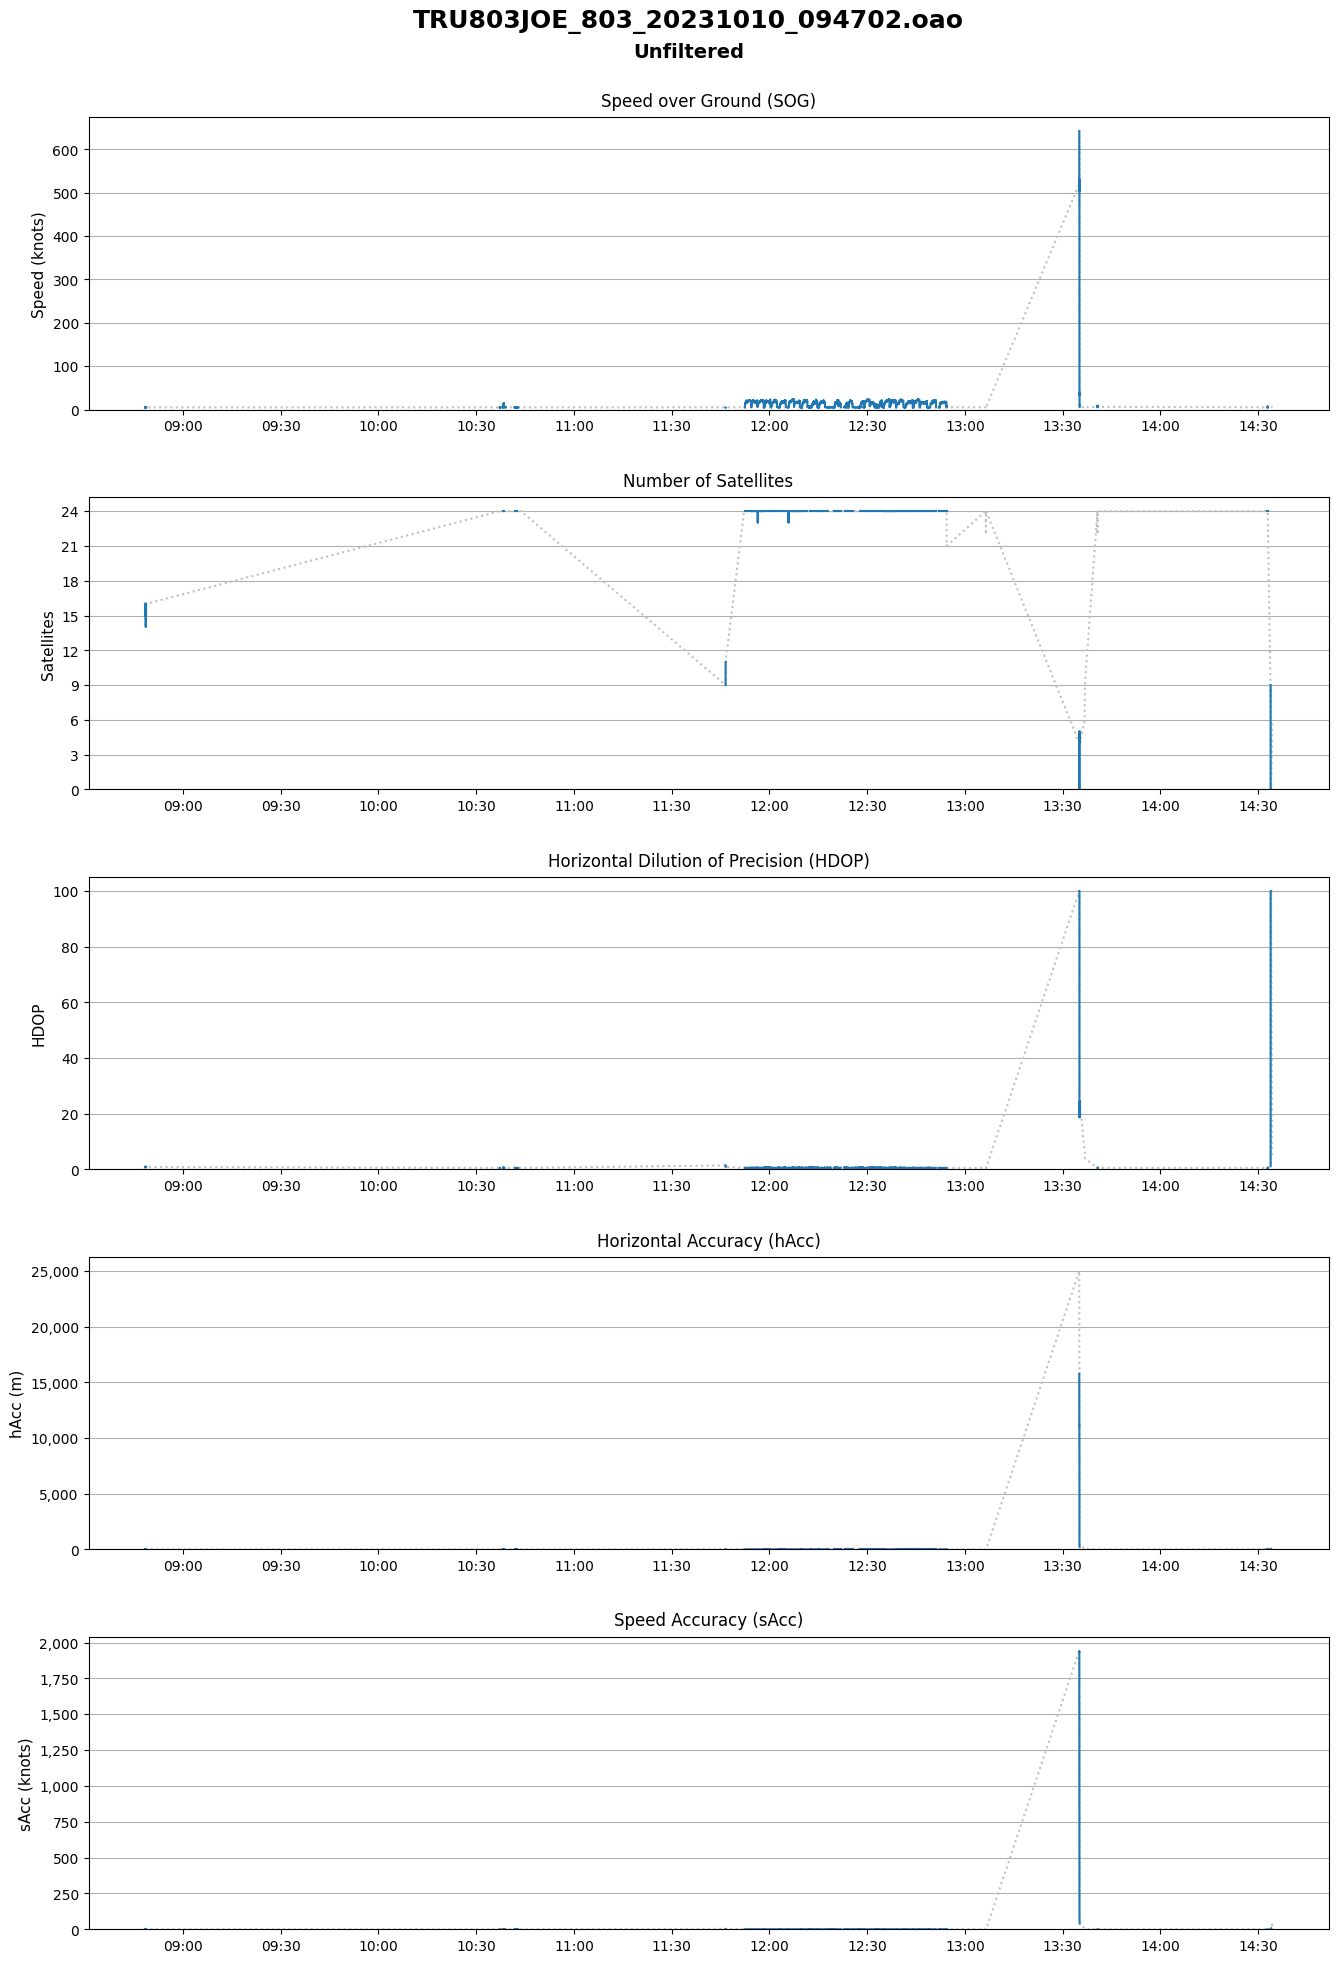 TRU803JOE_803_20231010_094702.oao
Unfiltered
Speed over Ground (SOG)
Speed (knots)
600
500
400
300
200
100
0
09:00 09:30 10:00 10:30 11:00 11:30 12:00 12:30 13:00 13:30 14:00 14:30
Number of Satellites
Satellites
24
21
18
15
12
9
6
3
0
09:00 09:30 10:00 10:30 11:00 11:30 12:00 12:30 13:00 13:30 14:00 14:30
Horizontal Dilution of Precision (HDOP)
HDOP
100
80
60
40
20
0
09:00 09:30 10:00 10:30 11:00 11:30 12:00 12:30 13:00 13:30 14:00 14:30
Horizontal Accuracy (hAcc)
hAcc (m)
25,000
20,000
15,000
10,000
5,000
0
09:00 09:30 10:00 10:30 11:00 11:30 12:00 12:30 13:00 13:30 14:00 14:30
Speed Accuracy (sAcc)
sAcc (knots)
2,000
1,750
1,500
1,250
1,000
750
500
250
0
09:00 09:30 10:00 10:30 11:00 11:30 12:00 12:30 13:00 13:30 14:00 14:30